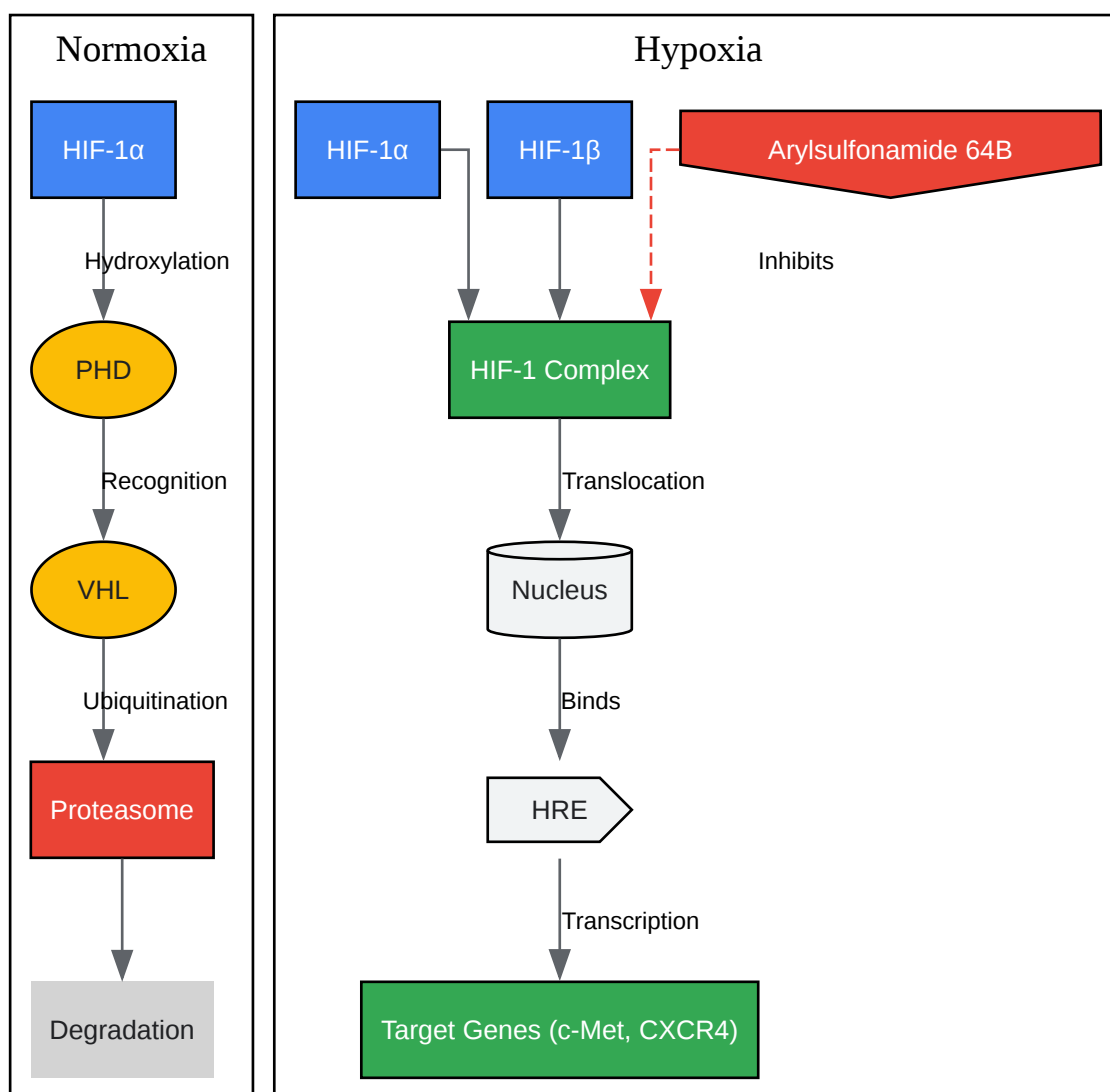 Normoxia
HIF-1α
Hydroxylation
PHD
Recognition
VHL
Ubiquitination
Proteasome
Degradation
Hypoxia
HIF-1α
HIF-1β
Arylsulfonamide 64B
Inhibits
HIF-1 Complex
Translocation
Nucleus
Binds
HRE
Transcription
Target Genes (c-Met, CXCR4)